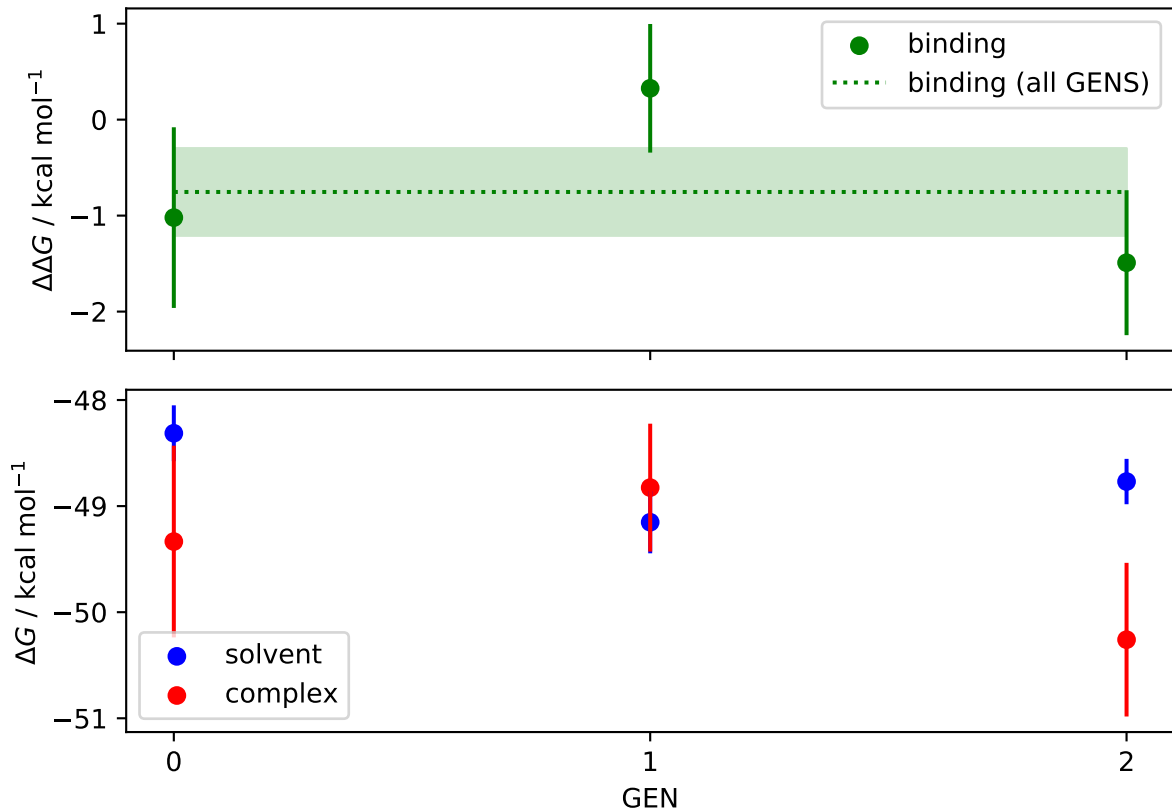 1
0
−1
−2
ΔΔG / kcal mol⁻¹
binding
binding (all GENS)
−48
−49
−50
−51
ΔG / kcal mol⁻¹
solvent
complex
0
1
2
GEN